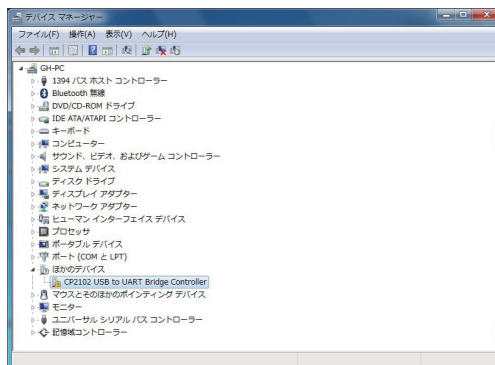 デバイス マネージャー
ファイル(F) 操作(A) 表示(V) ヘルプ(H)
GH-PC
1394 バス ホスト コントローラー
Bluetooth 無線
DVD/CD-ROM ドライブ
IDE ATA/ATAPI コントローラー
キーボード
コンピューター
サウンド、ビデオ、およびゲーム コントローラー
システム デバイス
ディスク ドライブ
ディスプレイ アダプター
ネットワーク アダプター
ヒューマン インターフェイス デバイス
プロセッサ
ポータブル デバイス
ポート (COM と LPT)
ほかのデバイス
CP2102 USB to UART Bridge Controller
マウスとそのほかのポインティング デバイス
モニター
ユニバーサル シリアル バス コントローラー
記憶域コントローラー